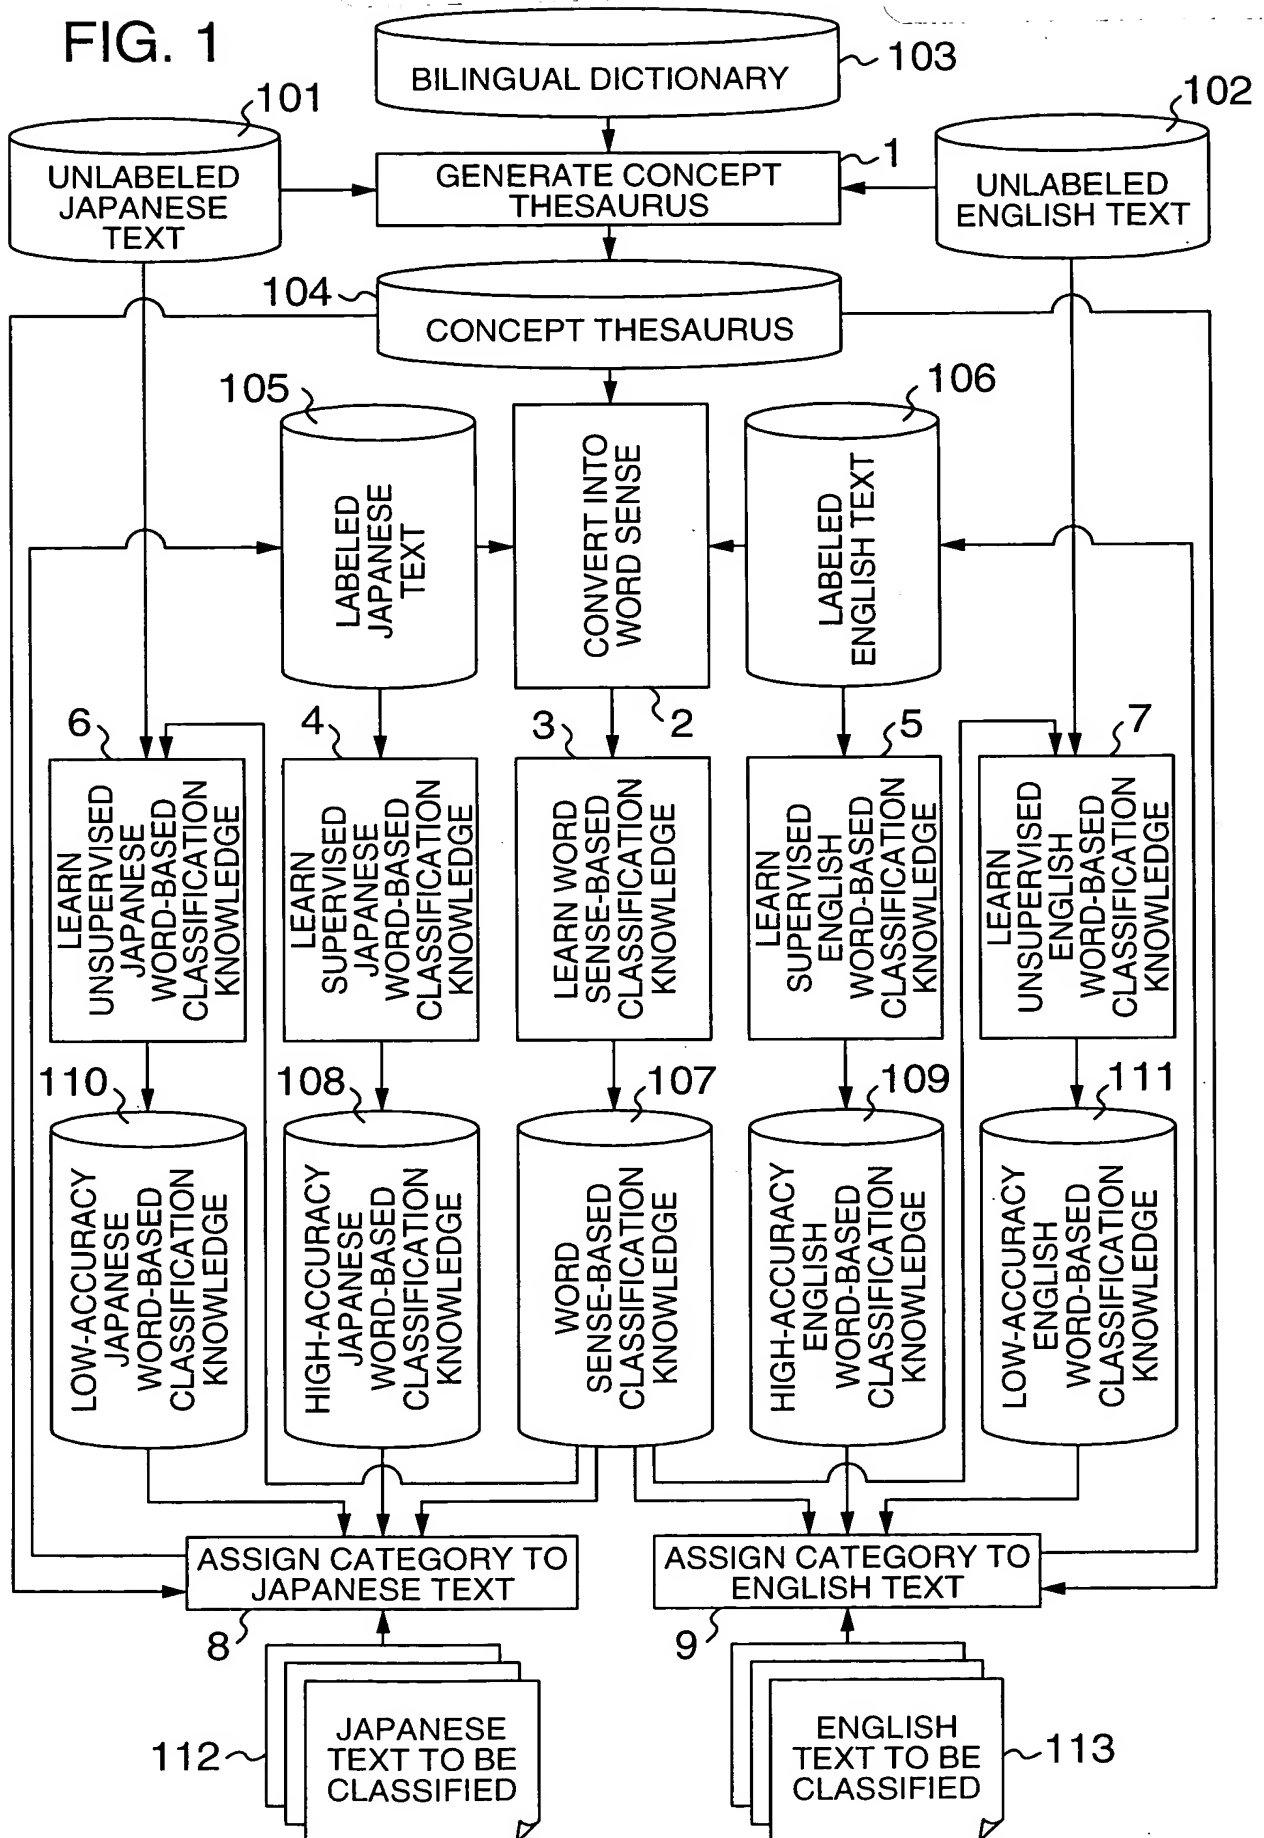 FIG. 1
BILINGUAL DICTIONARY
103
101
102
UNLABELED
JAPANESE
TEXT
1
GENERATE CONCEPT
THESAURUS
UNLABELED
ENGLISH TEXT
104
CONCEPT THESAURUS
105
106
LABELED
JAPANESE
TEXT
CONVERT INTO
WORD SENSE
LABELED
ENGLISH TEXT
6
4
3
2
5
7
LEARN
UNSUPERVISED
JAPANESE
WORD-BASED
CLASSIFICATION
KNOWLEDGE
LEARN
SUPERVISED
JAPANESE
WORD-BASED
CLASSIFICATION
KNOWLEDGE
LEARN WORD
SENSE-BASED
CLASSIFICATION
KNOWLEDGE
LEARN
SUPERVISED
ENGLISH
WORD-BASED
CLASSIFICATION
KNOWLEDGE
LEARN
UNSUPERVISED
ENGLISH
WORD-BASED
CLASSIFICATION
KNOWLEDGE
110
108
107
109
111
LOW-ACCURACY
JAPANESE
WORD-BASED
CLASSIFICATION
KNOWLEDGE
HIGH-ACCURACY
JAPANESE
WORD-BASED
CLASSIFICATION
KNOWLEDGE
WORD
SENSE-BASED
CLASSIFICATION
KNOWLEDGE
HIGH-ACCURACY
ENGLISH
WORD-BASED
CLASSIFICATION
KNOWLEDGE
LOW-ACCURACY
ENGLISH
WORD-BASED
CLASSIFICATION
KNOWLEDGE
ASSIGN CATEGORY TO
JAPANESE TEXT
ASSIGN CATEGORY TO
ENGLISH TEXT
8
9
112
JAPANESE
TEXT TO BE
CLASSIFIED
ENGLISH
TEXT TO BE
CLASSIFIED
113